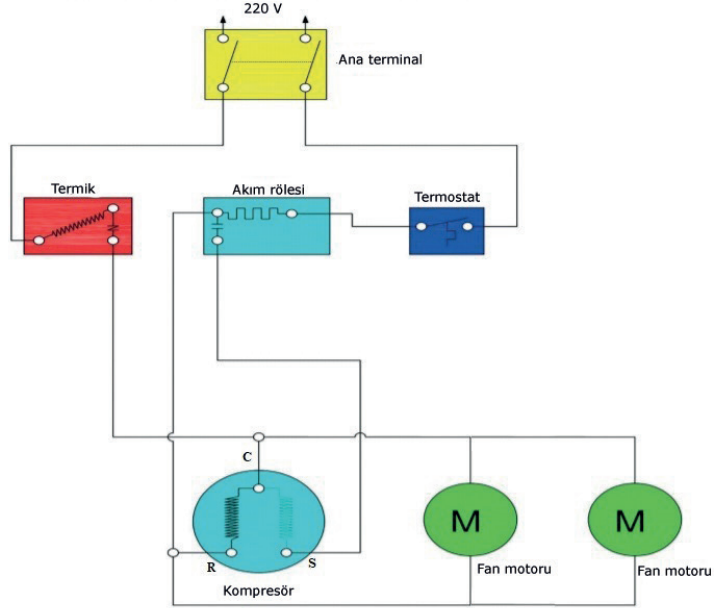 220 V
Ana terminal
Termik
Akım rölesi
Termostat
C
R
S
M
M
Kompresör
Fan motoru
Fan motoru